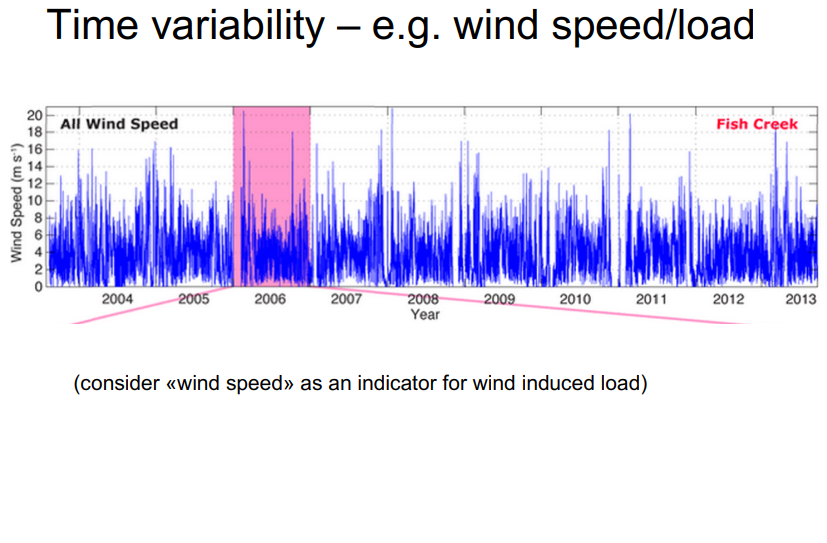 Time variability – e.g. wind speed/load
All Wind Speed
Fish Creek
Wind Speed (m s⁻¹)
20
18
16
14
12
10
8
6
4
2
0
2004 2005 2006 2007 2008 2009 2010 2011 2012 2013
Year
(consider «wind speed» as an indicator for wind induced load)